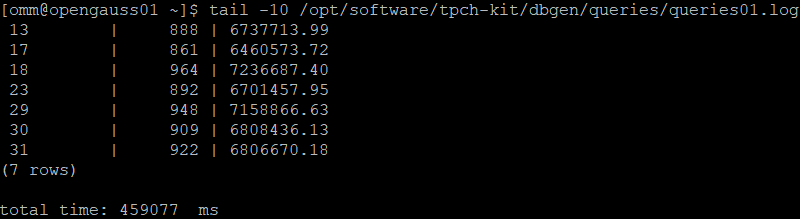 [omm@opengauss01 ~]$ tail -10 /opt/software/tpch-kit/dbgen/queries/queries01.log
13 | 888 | 6737713.99
17 | 861 | 6460573.72
18 | 964 | 7236687.40
23 | 892 | 6701457.95
29 | 948 | 7158866.63
30 | 909 | 6808436.13
31 | 922 | 6806670.18
(7 rows)
total time: 459077  ms